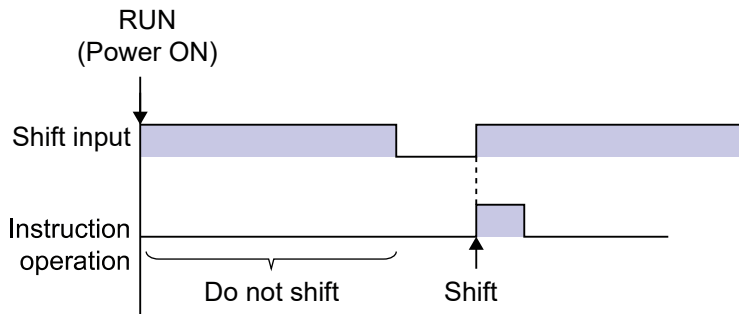 RUN
(Power ON)
Shift input
Instruction
operation
Do not shift
Shift